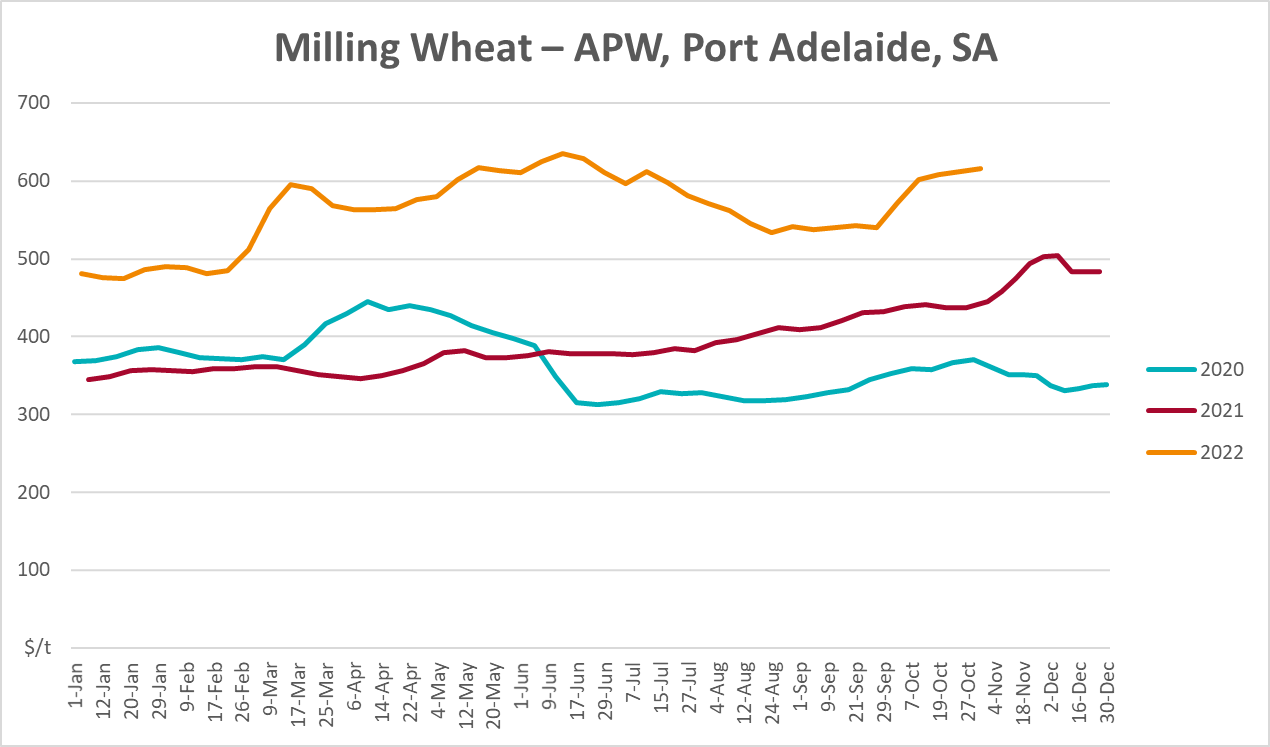 Milling Wheat – APW, Port Adelaide, SA
700
600
500
400
300
200
100
$/t
1-Jan
12-Jan
20-Jan
29-Jan
9-Feb
17-Feb
26-Feb
9-Mar
17-Mar
25-Mar
6-Apr
14-Apr
22-Apr
4-May
12-May
20-May
1-Jun
9-Jun
17-Jun
29-Jun
7-Jul
15-Jul
27-Jul
4-Aug
12-Aug
24-Aug
1-Sep
9-Sep
21-Sep
29-Sep
7-Oct
19-Oct
27-Oct
4-Nov
18-Nov
2-Dec
16-Dec
30-Dec
2020
2021
2022